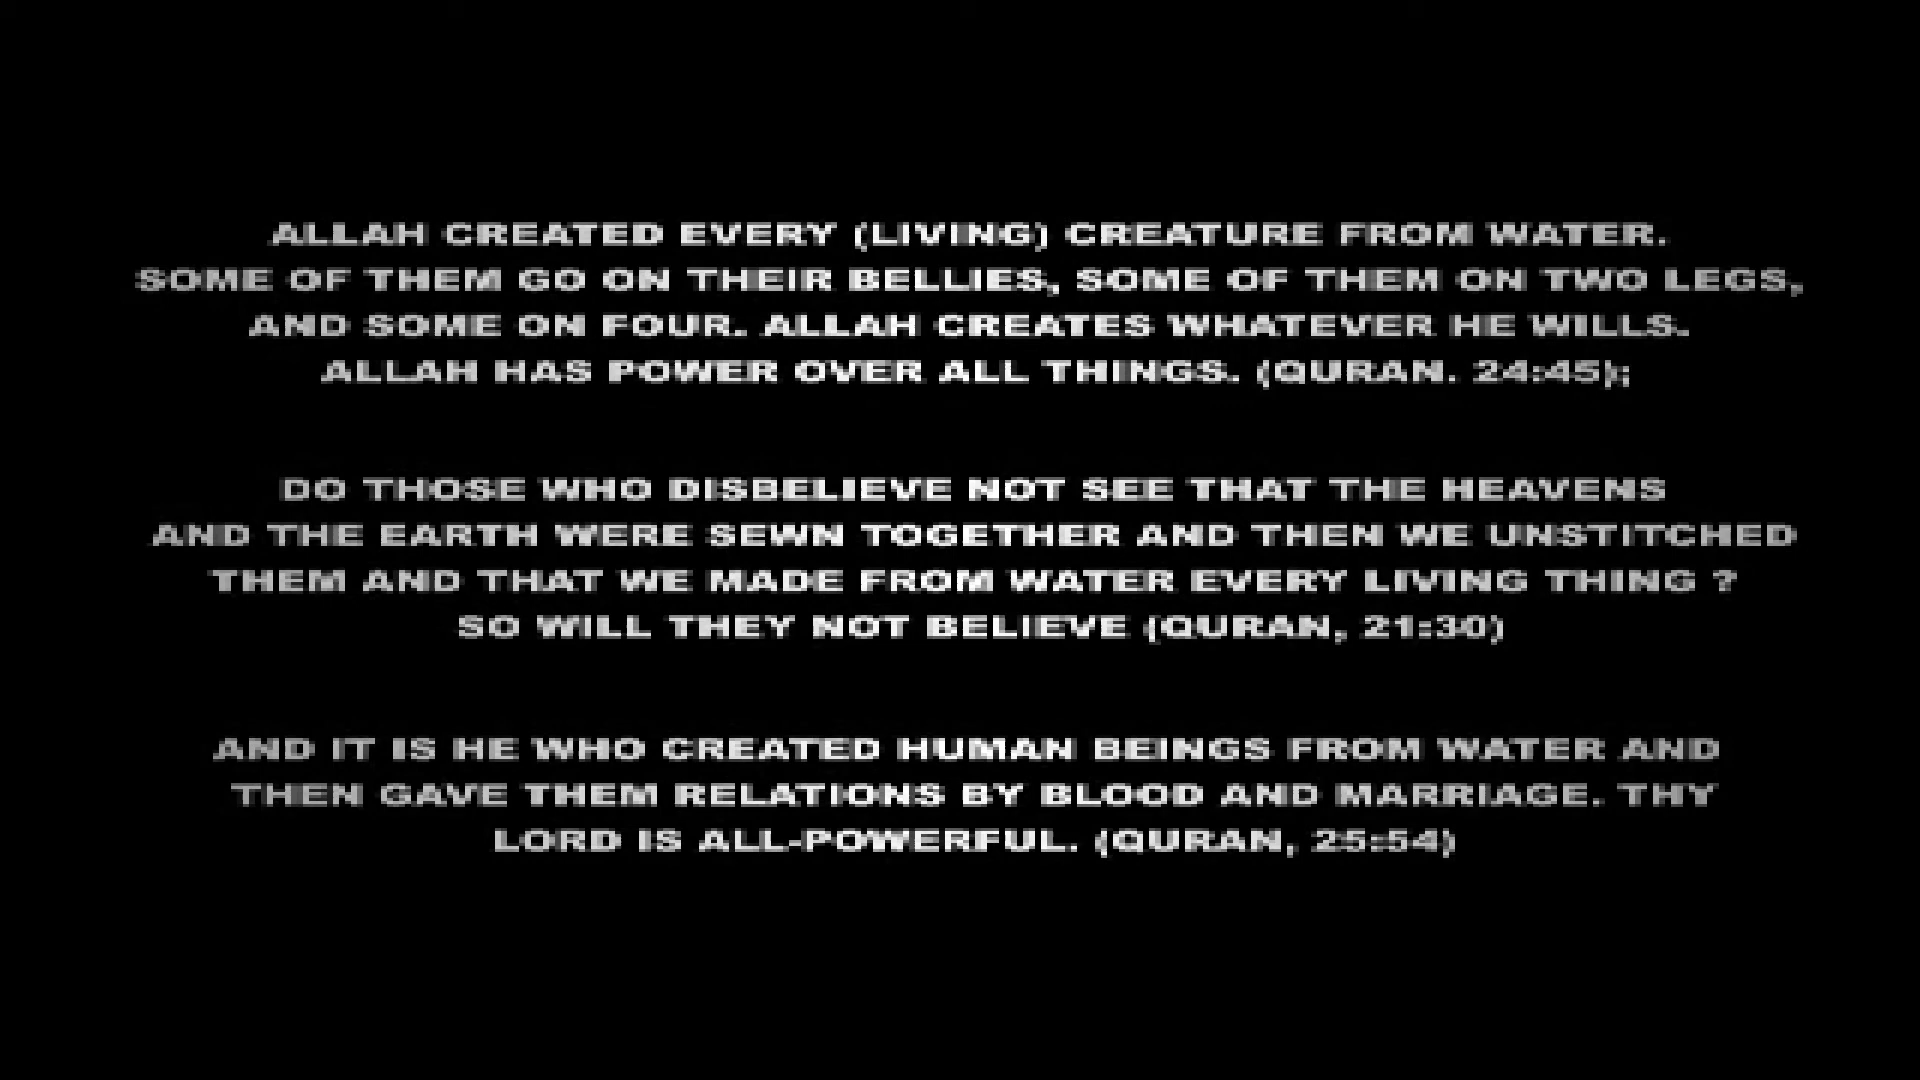 ALLAH CREATED EVERY (LIVING) CREATURE FROM WATER.
SOME OF THEM GO ON THEIR BELLIES, SOME OF THEM ON TWO LEGS,
AND SOME ON FOUR. ALLAH CREATES WHATEVER HE WILLS.
ALLAH HAS POWER OVER ALL THINGS. (QURAN. 24:45);
DO THOSE WHO DISBELIEVE NOT SEE THAT THE HEAVENS
AND THE EARTH WERE SEWN TOGETHER AND THEN WE UNSTITCHED
THEM AND THAT WE MADE FROM WATER EVERY LIVING THING ?
SO WILL THEY NOT BELIEVE (QURAN, 21:30)
AND IT IS HE WHO CREATED HUMAN BEINGS FROM WATER AND
THEN GAVE THEM RELATIONS BY BLOOD AND MARRIAGE. THY
LORD IS ALL-POWERFUL. (QURAN, 25:54)